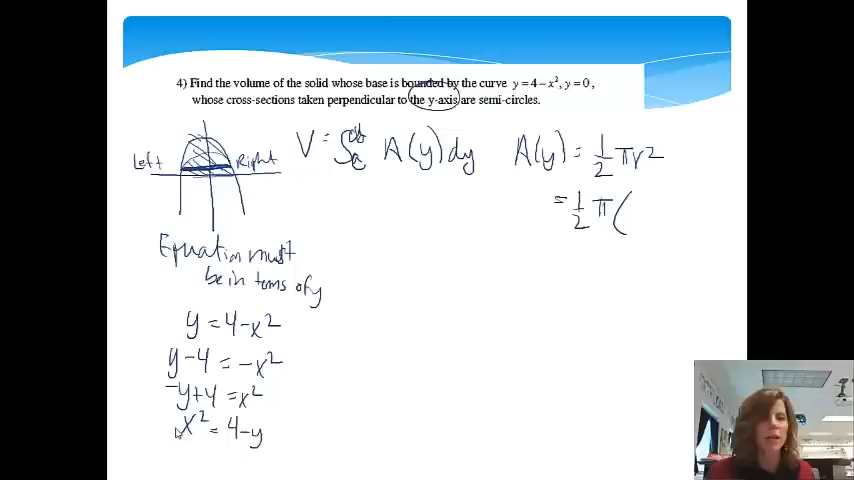 4) Find the volume of the solid whose base is bounded by the curve y = 4 − x², y = 0,
whose cross-sections taken perpendicular to the y-axis are semi-circles.
Left
Right
V = ∫ₐᵇ A(y) dy
A(y) = 1/2 πr²
= 1/2 π(
Equation must
be in terms of y
y = 4 - x²
y - 4 = -x²
-y + 4 = x²
x² = 4 - y